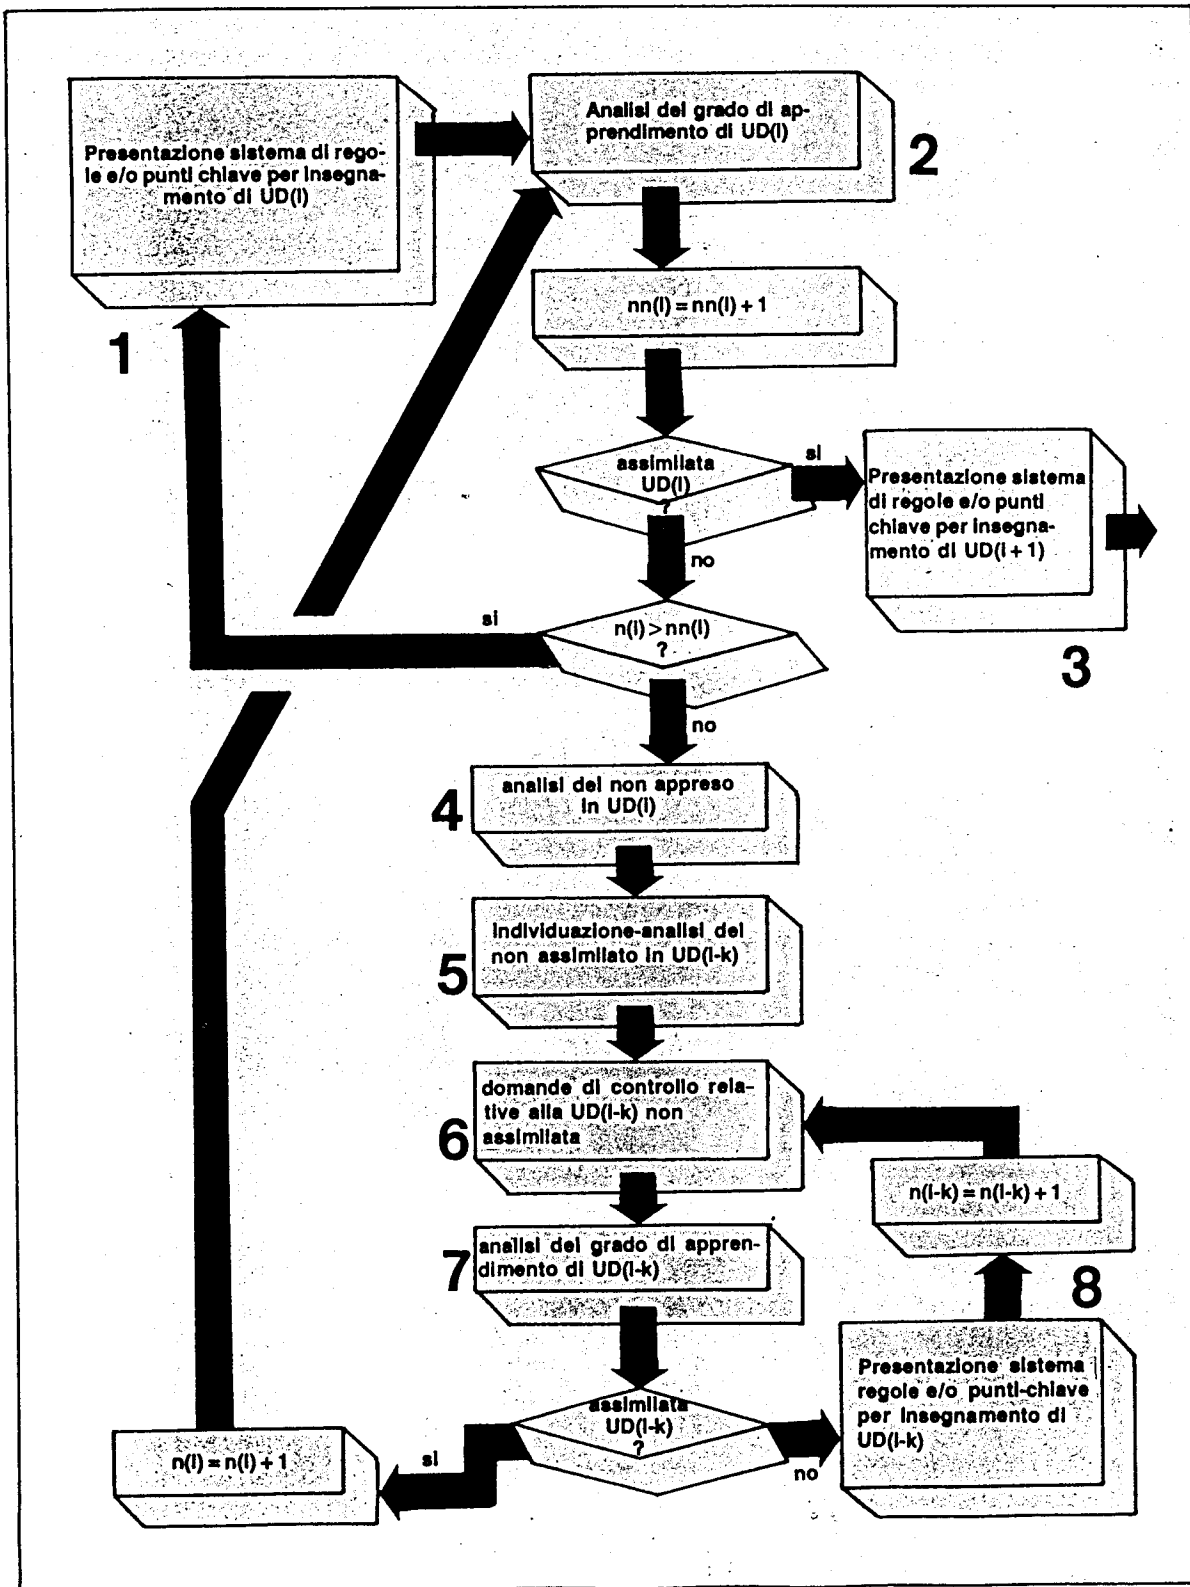 Presentazione sistema di rego-
le e/o punti chiave per insegna-
mento di UD(I)
1
Analisi del grado di ap-
prendimento di UD(I)
2
nn(I) = nn(I) + 1
assimilata
UD(I)
?
si
no
Presentazione sistema
di regole e/o punti
chiave per insegna-
mento di UD(I + 1)
3
n(I) > nn(I)
?
si
no
4
analisi del non appreso
in UD(I)
5
individuazione-analisi del
non assimilato in UD(I-k)
6
domande di controllo rela-
tive alla UD(I-k) non
assimilata
7
analisi del grado di appren-
dimento di UD(I-k)
n(I-k) = n(I-k) + 1
8
Presentazione sistema
regole e/o punti-chiave
per insegnamento di
UD(I-k)
assimilata
UD(I-k)
?
si
no
n(I) = n(I) + 1